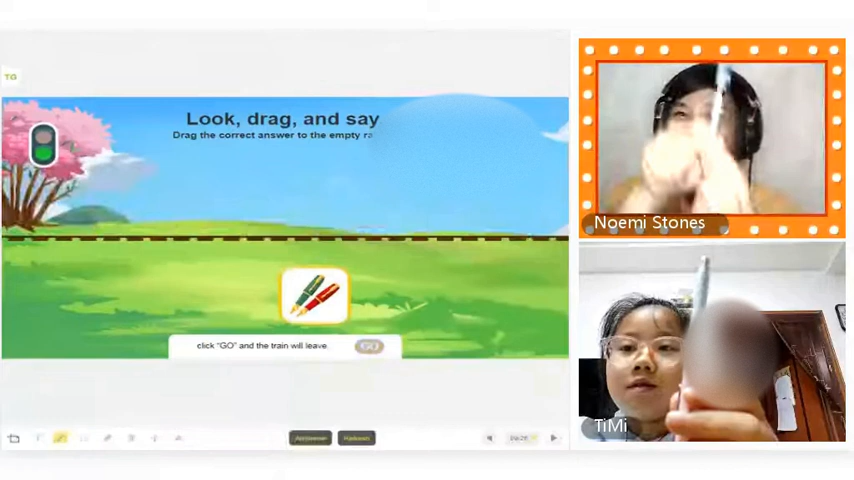 TG
Look, drag, and say
Drag the correct answer to the empty
click "GO" and the train will leave.
GO
Noemi Stones
TiMi